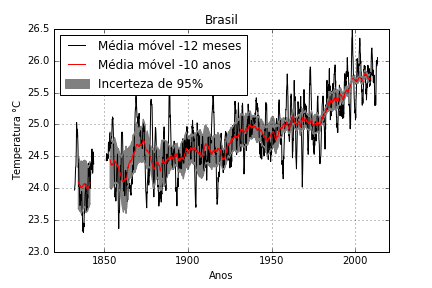 Brasil
Média móvel -12 meses
Média móvel -10 anos
Incerteza de 95%
Temperatura °C
26.5
26.0
25.5
25.0
24.5
24.0
23.5
23.0
1850
1900
1950
2000
Anos